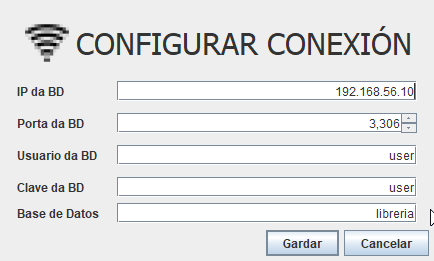 CONFIGURAR CONEXIÓN
IP da BD 192.168.56.10
Porta da BD 3,306
Usuario da BD user
Clave da BD user
Base de Datos libreria
Gardar Cancelar